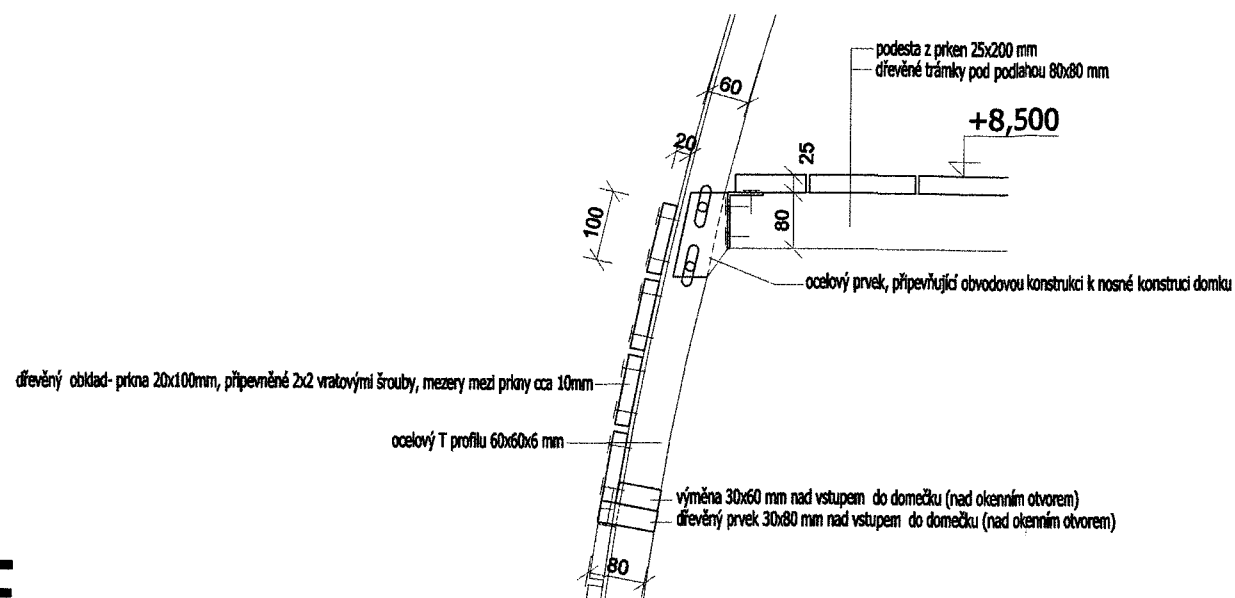 podesta z prken 25x200 mm
dřevěné trámky pod podlahou 80x80 mm
60
+8,500
20
25
100
80
ocelový prvek, připevňující obvodovou konstrukci k nosné konstruci domku
dřevěný obklad- prkna 20x100mm, připevněné 2x2 vratovými šrouby, mezery mezi prkny cca 10mm
ocelový T profilu 60x60x6 mm
výměna 30x60 mm nad vstupem do domečku (nad okenním otvorem)
dřevěný prvek 30x80 mm nad vstupem do domečku (nad okenním otvorem)
80